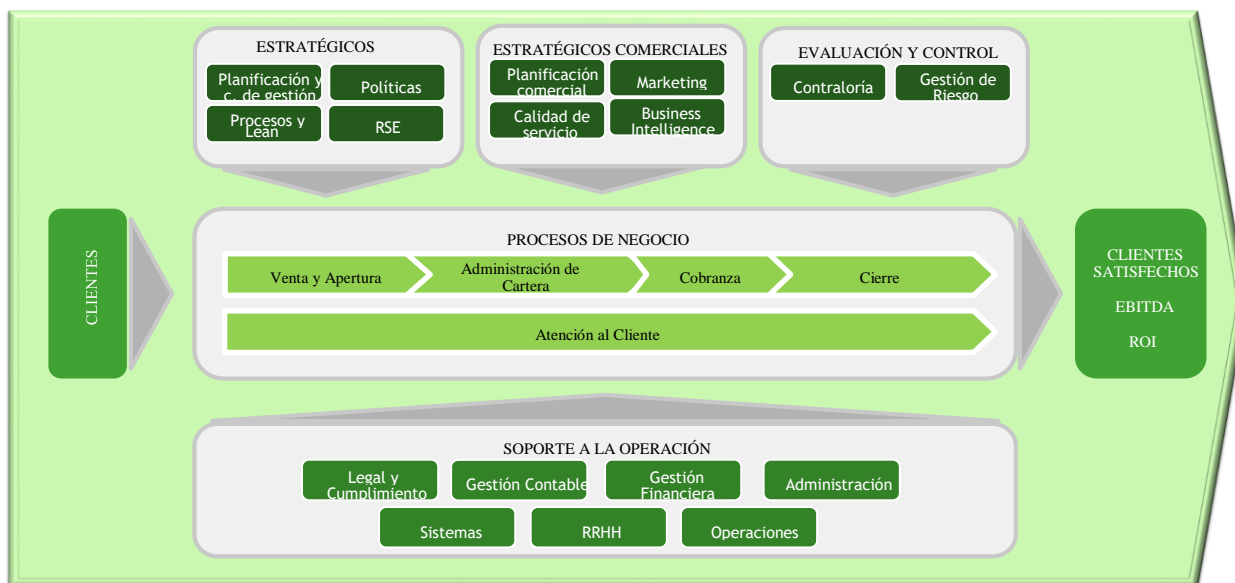 ESTRATÉGICOS
Planificación y
c. de gestión
Políticas
Procesos y
Lean
RSE
ESTRATÉGICOS COMERCIALES
Planificación
comercial
Marketing
Calidad de
servicio
Business
Intelligence
EVALUACIÓN Y CONTROL
Contraloría
Gestión de
Riesgo
CLIENTES
PROCESOS DE NEGOCIO
Venta y Apertura
Administración de
Cartera
Cobranza
Cierre
Atención al Cliente
CLIENTES
SATISFECHOS
EBITDA
ROI
SOPORTE A LA OPERACIÓN
Legal y
Cumplimiento
Gestión Contable
Gestión
Financiera
Administración
Sistemas
RRHH
Operaciones